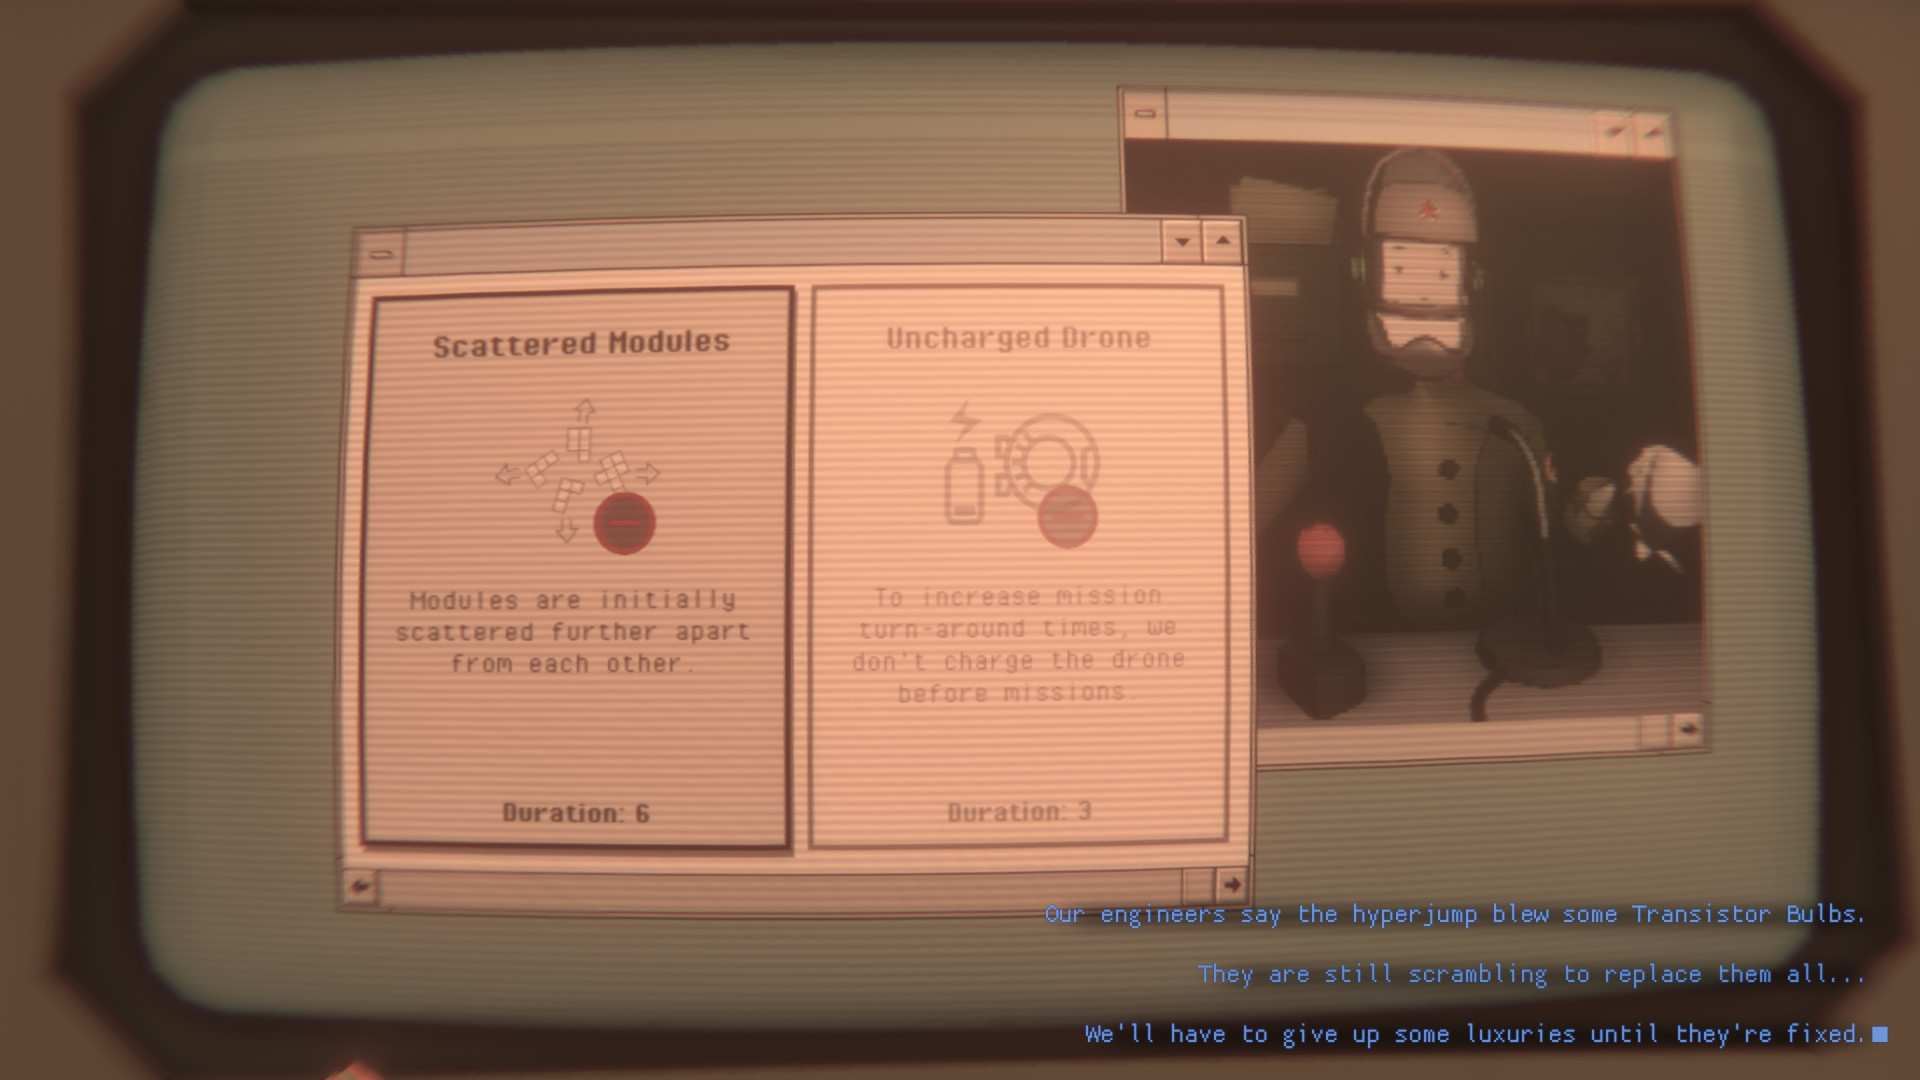 Scattered Modules
Modules are initially
scattered further apart
from each other.
Duration: 6
Uncharged Drone
To increase mission
turn-around times, we
don't charge the drone
before missions.
Duration: 3
Our engineers say the hyperjump blew some Transistor Bulbs.
They are still scrambling to replace them all...
We'll have to give up some luxuries until they're fixed.